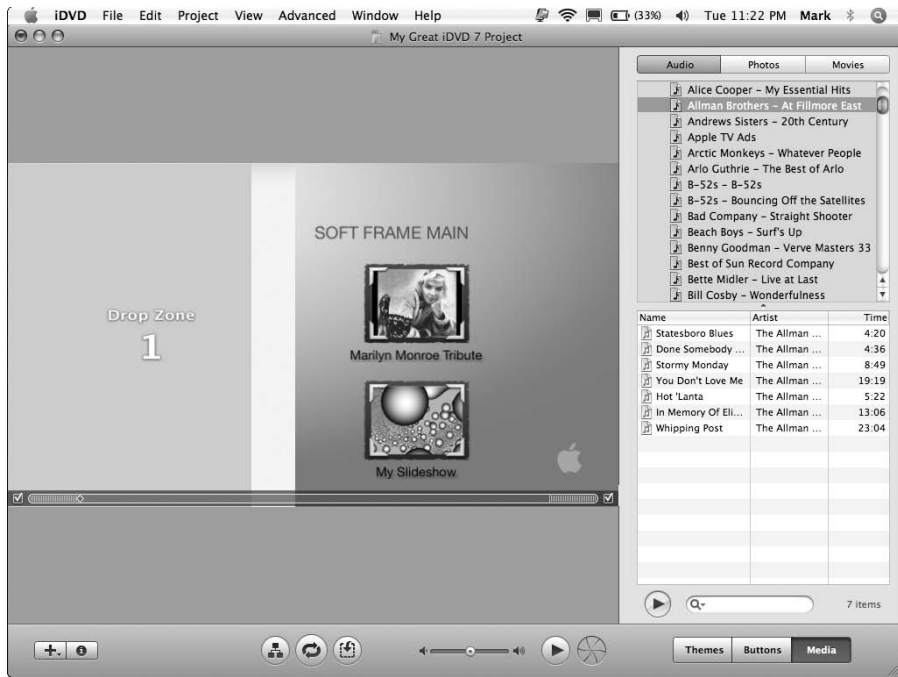 iDVD File Edit Project View Advanced Window Help (33%) Tue 11:22 PM Mark
My Great iDVD 7 Project
Audio Photos Movies
Alice Cooper – My Essential Hits
Allman Brothers – At Fillmore East
Andrews Sisters – 20th Century
Apple TV Ads
Arctic Monkeys – Whatever People
Arlo Guthrie – The Best of Arlo
B-52s – B-52s
B-52s – Bouncing Off the Satellites
Bad Company – Straight Shooter
Beach Boys – Surf's Up
Benny Goodman – Verve Masters 33
Best of Sun Record Company
Bette Midler – Live at Last
Bill Cosby – Wonderfulness
SOFT FRAME MAIN
Drop Zone
1
Marilyn Monroe Tribute
My Slideshow
Name Artist Time
Statesboro Blues The Allman ... 4:20
Done Somebody ... The Allman ... 4:36
Stormy Monday The Allman ... 8:49
You Don't Love Me The Allman ... 19:19
Hot 'Lanta The Allman ... 5:22
In Memory Of Eli... The Allman ... 13:06
Whipping Post The Allman ... 23:04
7 items
Themes Buttons Media